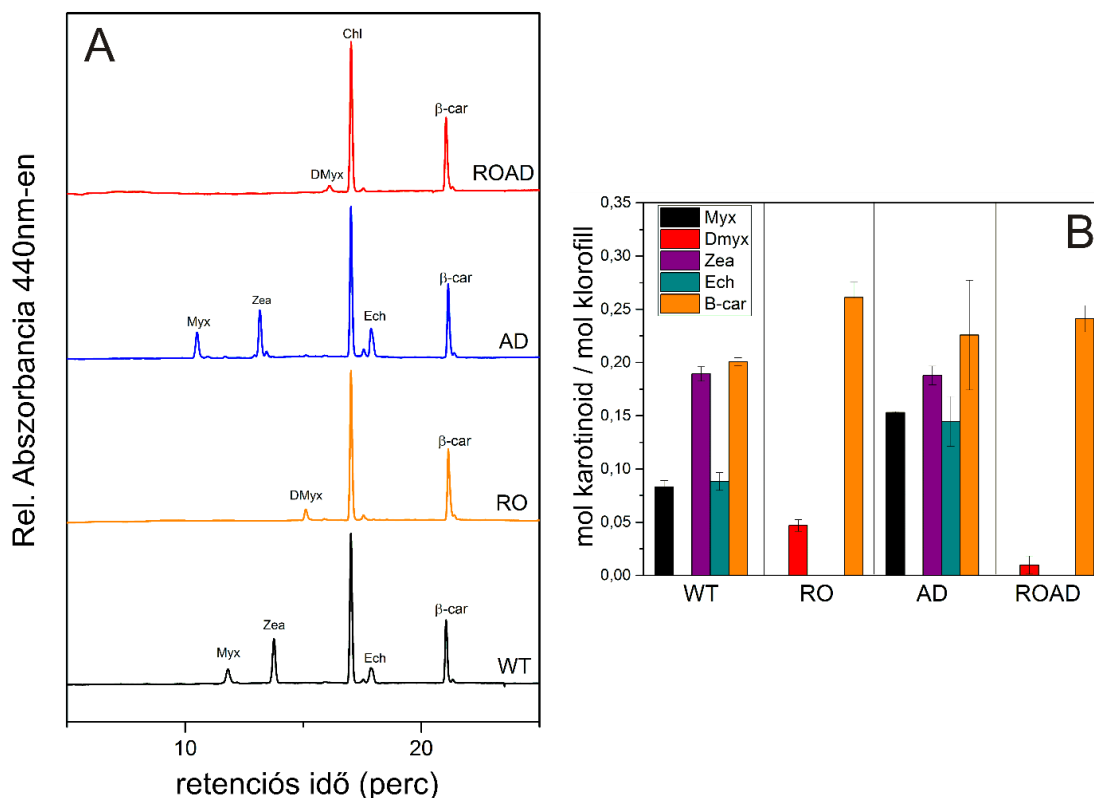 A
Rel. Abszorbancia 440nm-en
Chl
β-car
DMyx
ROAD
β-car
Zea
Myx
Ech
AD
β-car
DMyx
RO
β-car
Zea
Myx
Ech
WT
10
20
retenciós idő (perc)
B
mol karotinoid / mol klorofill
0,35
0,30
0,25
0,20
0,15
0,10
0,05
0,00
Myx
Dmyx
Zea
Ech
B-car
WT
RO
AD
ROAD